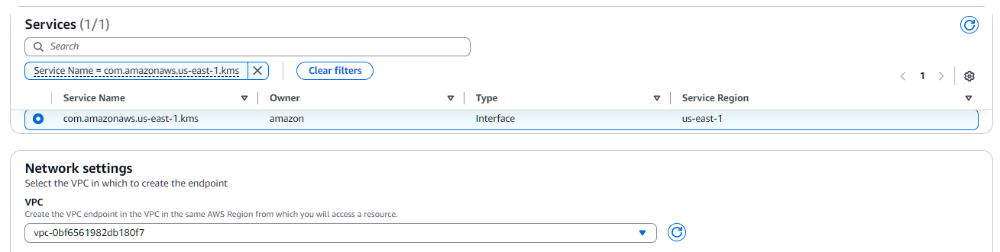 Services (1/1)
Search
Service Name = com.amazonaws.us-east-1.kms
Clear filters
1
Service Name Owner Type Service Region
com.amazonaws.us-east-1.kms amazon Interface us-east-1
Network settings
Select the VPC in which to create the endpoint
VPC
Create the VPC endpoint in the VPC in the same AWS Region from which you will access a resource.
vpc-0bf6561982db180f7